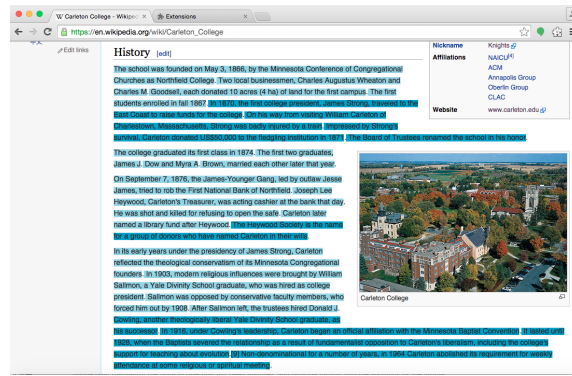 Carleton College - Wikiped
Extensions
https://en.wikipedia.org/wiki/Carleton_College
Edit links
History [edit]
The school was founded on May 3, 1866, by the Minnesota Conference of Congregational
Churches as Northfield College. Two local businessmen, Charles Augustus Wheaton and
Charles M. Goodsell, each donated 10 acres (4 ha) of land for the first campus. The first
students enrolled in fall 1867. In 1870, the first college president, James Strong, traveled to the
East Coast to raise funds for the college. On his way from visiting William Carleton of
Charlestown, Massachusetts, Strong was badly injured by a train. Impressed by Strong's
survival, Carleton donated US$50,000 to the fledgling institution in 1871. The Board of Trustees renamed the school in his honor.
The college graduated its first class in 1874. The first two graduates,
James J. Dow and Myra A. Brown, married each other later that year.
On September 7, 1876, the James-Younger Gang, led by outlaw Jesse
James, tried to rob the First National Bank of Northfield. Joseph Lee
Heywood, Carleton's Treasurer, was acting cashier at the bank that day.
He was shot and killed for refusing to open the safe. Carleton later
named a library fund after Heywood. The Heywood Society is the name
for a group of donors who have named Carleton in their wills.
In its early years under the presidency of James Strong, Carleton
reflected the theological conservatism of its Minnesota Congregational
founders. In 1903, modern religious influences were brought by William
Sallmon, a Yale Divinity School graduate, who was hired as college
president. Sallmon was opposed by conservative faculty members, who
forced him out by 1908. After Sallmon left, the trustees hired Donald J.
Cowling, another theologically liberal Yale Divinity School graduate, as
his successor. In 1916, under Cowling's leadership, Carleton began an official affiliation with the Minnesota Baptist Convention. It lasted until
1928, when the Baptists severed the relationship as a result of fundamentalist opposition to Carleton's liberalism, including the college's
support for teaching about evolution.[9] Non-denominational for a number of years, in 1964 Carleton abolished its requirement for weekly
attendance at some religious or spiritual meeting.
Nickname Knights
Affiliations NAICU[4]
ACM
Annapolis Group
Oberlin Group
CLAC
Website www.carleton.edu
Carleton College